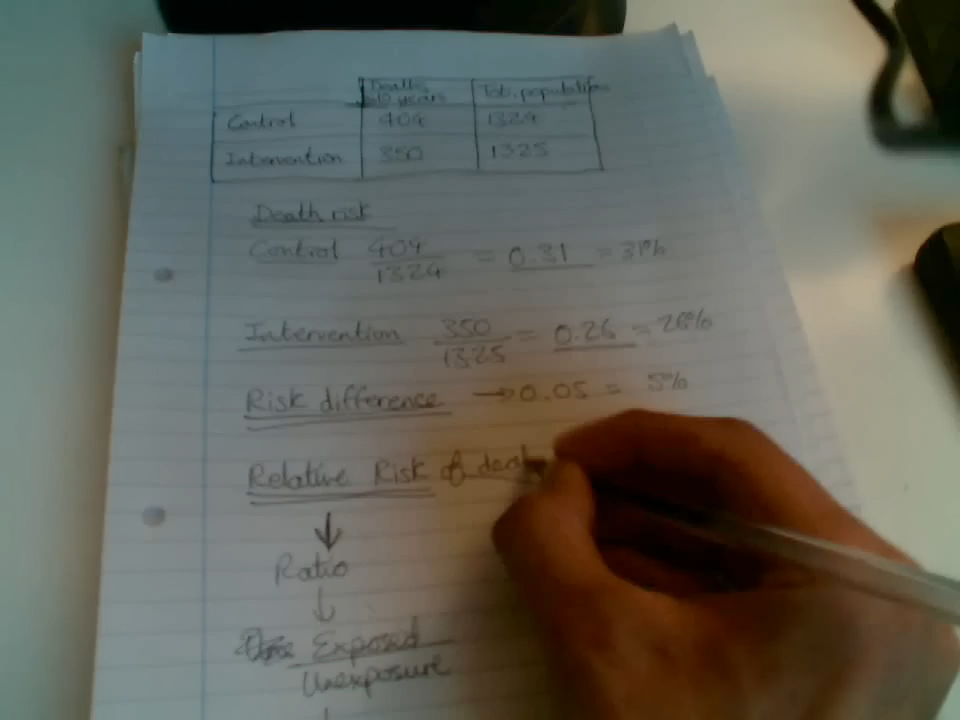 Deaths Tot. population
10 years
Control 404 1324
Intervention 350 1325
Death risk
Control 404/1324 = 0.31 = 31%
Intervention 350/1325 = 0.26 = 26%
Risk difference → 0.05 = 5%
Relative Risk of deat
↓
Ratio
↓
Exposed
Unexposure